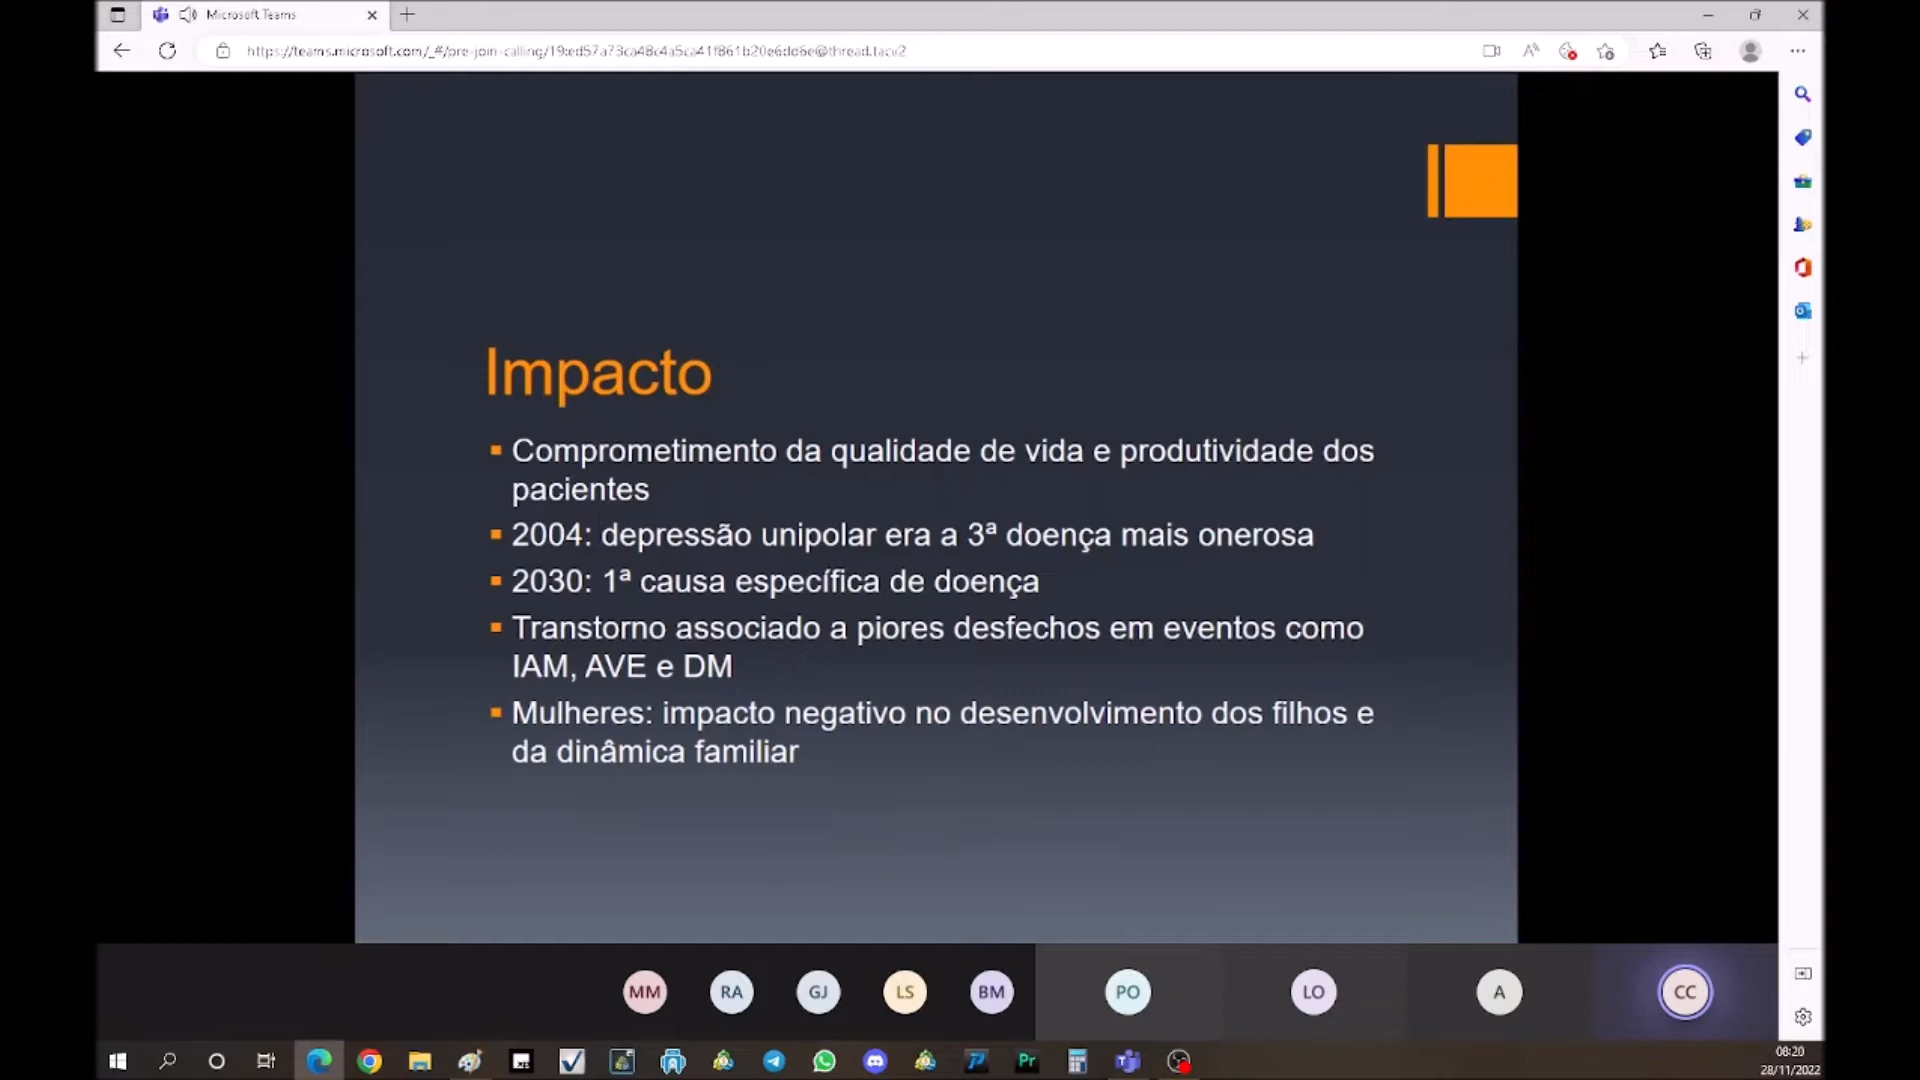 Microsoft Teams
Impacto
Comprometimento da qualidade de vida e produtividade dos
pacientes
2004: depressão unipolar era a 3ª doença mais onerosa
2030: 1ª causa específica de doença
Transtorno associado a piores desfechos em eventos como
IAM, AVE e DM
Mulheres: impacto negativo no desenvolvimento dos filhos e
da dinâmica familiar
MM RA GJ LS BM PO LO A CC
Pr
08:20
28/11/2022